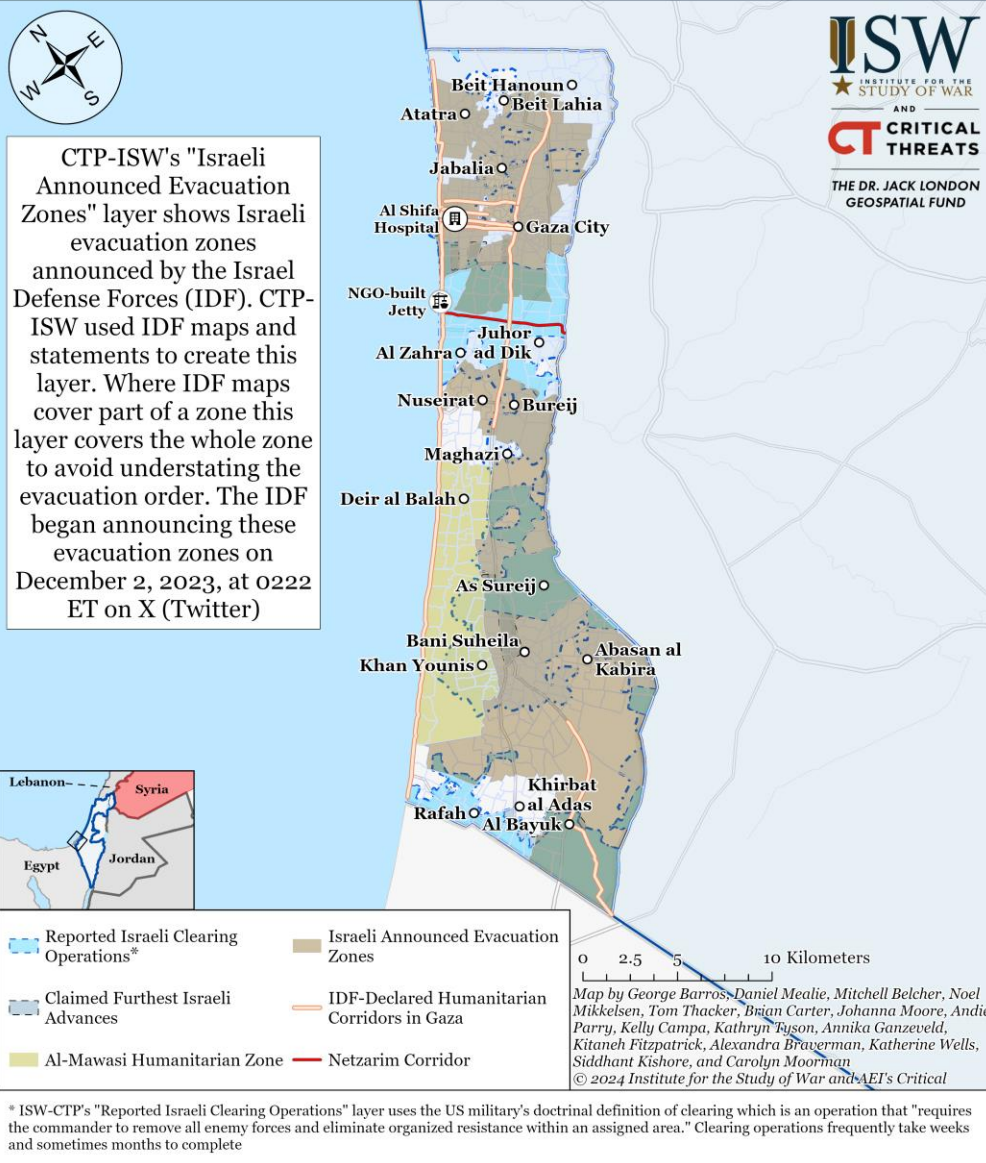 N
E
W
S
ISW
INSTITUTE FOR THE
STUDY OF WAR
AND
CT CRITICAL
THREATS
THE DR. JACK LONDON
GEOSPATIAL FUND
CTP-ISW's "Israeli
Announced Evacuation
Zones" layer shows Israeli
evacuation zones
announced by the Israel
Defense Forces (IDF). CTP-
ISW used IDF maps and
statements to create this
layer. Where IDF maps
cover part of a zone this
layer covers the whole zone
to avoid understating the
evacuation order. The IDF
began announcing these
evacuation zones on
December 2, 2023, at 0222
ET on X (Twitter)
Beit Hanoun
Beit Lahia
Atatra
Jabalia
Al Shifa
Hospital
Gaza City
NGO-built
Jetty
Juhor
ad Dik
Al Zahra
Nuseirat
Bureij
Maghazi
Deir al Balah
As Sureij
Bani Suheila
Abasan al
Kabira
Khan Younis
Khirbat
al Adas
Rafah
Al Bayuk
Lebanon
Syria
Jordan
Egypt
Reported Israeli Clearing
Operations*
Claimed Furthest Israeli
Advances
Al-Mawasi Humanitarian Zone
Israeli Announced Evacuation
Zones
IDF-Declared Humanitarian
Corridors in Gaza
Netzarim Corridor
0 2.5 5 10 Kilometers
Map by George Barros, Daniel Mealie, Mitchell Belcher, Noel
Mikkelsen, Tom Thacker, Brian Carter, Johanna Moore, Andie
Parry, Kelly Campa, Kathryn Tyson, Annika Ganzeveld,
Kitaneh Fitzpatrick, Alexandra Braverman, Katherine Wells,
Siddhant Kishore, and Carolyn Moorman
© 2024 Institute for the Study of War and AEI's Critical
* ISW-CTP's "Reported Israeli Clearing Operations" layer uses the US military's doctrinal definition of clearing which is an operation that "requires
the commander to remove all enemy forces and eliminate organized resistance within an assigned area." Clearing operations frequently take weeks
and sometimes months to complete